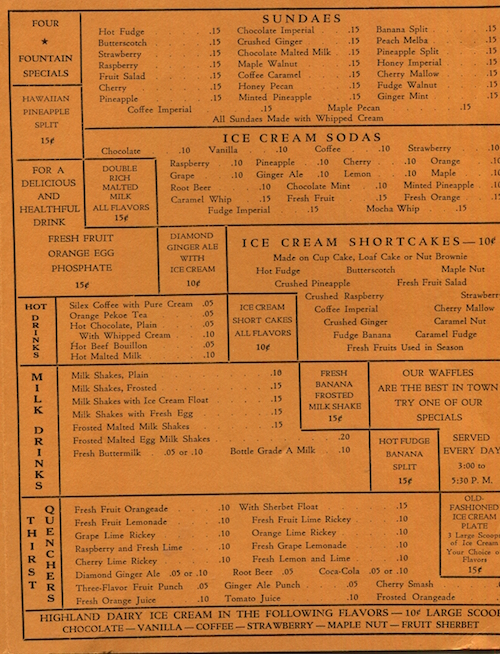 FOUR
★
FOUNTAIN
SPECIALS
SUNDAES
Hot Fudge .15 Chocolate Imperial .15 Banana Split .15
Butterscotch .15 Crushed Ginger .15 Peach Melba .15
Strawberry .15 Chocolate Malted Milk .15 Pineapple Split .15
Raspberry .15 Maple Walnut .15 Honey Imperial .15
Fruit Salad .15 Coffee Caramel .15 Cherry Mallow .15
Cherry .15 Honey Pecan .15 Fudge Walnut .15
Pineapple .15 Minted Pineapple .15 Ginger Mint .15
Coffee Imperial .15 Maple Pecan .15
All Sundaes Made with Whipped Cream
HAWAIIAN
PINEAPPLE
SPLIT
15¢
ICE CREAM SODAS
Chocolate .10 Vanilla .10 Coffee .10 Strawberry .10
Raspberry .10 Pineapple .10 Cherry .10 Orange .10
Grape .10 Ginger Ale .10 Lemon .10 Maple .10
Root Beer .10 Chocolate Mint .10 Minted Pineapple .10
Caramel Whip .15 Fresh Fruit .15 Fresh Orange .15
Fudge Imperial .15 Mocha Whip .15
DOUBLE
RICH
MALTED
MILK
ALL FLAVORS
15¢
FOR A
DELICIOUS
AND
HEALTHFUL
DRINK
FRESH FRUIT
ORANGE EGG
PHOSPHATE
15¢
DIAMOND
GINGER ALE
WITH
ICE CREAM
10¢
ICE CREAM SHORTCAKES — 10¢
Made on Cup Cake, Loaf Cake or Nut Brownie
Hot Fudge Butterscotch Maple Nut
Crushed Pineapple Fresh Fruit Salad
Crushed Raspberry Strawberr
Coffee Imperial Cherry Mallow
Crushed Ginger Caramel Nut
Fudge Banana Caramel Fudge
Fresh Fruits Used in Season
HOT
DRINKS
Silex Coffee with Pure Cream .05
Orange Pekoe Tea .05
Hot Chocolate, Plain .05
With Whipped Cream .10
Hot Beef Bouillon .05
Hot Malted Milk .10
ICE CREAM
SHORT CAKES
ALL FLAVORS
10¢
MILK DRINKS
Milk Shakes, Plain .10
Milk Shakes, Frosted .15
Milk Shakes with Ice Cream Float .15
Milk Shakes with Fresh Egg .15
Frosted Malted Milk Shakes .15
Frosted Malted Egg Milk Shakes .20
Fresh Buttermilk .05 or .10 Bottle Grade A Milk .10
FRESH
BANANA
FROSTED
MILK SHAKE
15¢
OUR WAFFLES
ARE THE BEST IN TOWN
TRY ONE OF OUR
SPECIALS
HOT FUDGE
BANANA
SPLIT
15¢
SERVED
EVERY DAY
3:00 to
5:30 P. M.
THIRST
QUENCHERS
Fresh Fruit Orangeade .10 With Sherbet Float .15
Fresh Fruit Lemonade .10 Fresh Fruit Lime Rickey .10
Grape Lime Rickey .10 Orange Lime Rickey .10
Raspberry and Fresh Lime .10 Fresh Grape Lemonade .10
Cherry Lime Rickey .10 Fresh Lemon and Lime .10
Diamond Ginger Ale .05 or .10 Root Beer .05 Coca-Cola .05 or .10
Three-Flavor Fruit Punch .05 Ginger Ale Punch .05 Cherry Smash
Fresh Orange Juice .10 Tomato Juice .10 Frosted Orangeade
OLD-
FASHIONED
ICE CREAM
PLATE
3 Large Scoops
of Ice Cream
Your Choice of
Flavors
15¢
HIGHLAND DAIRY ICE CREAM IN THE FOLLOWING FLAVORS — 10¢ LARGE SCOO
CHOCOLATE — VANILLA — COFFEE — STRAWBERRY — MAPLE NUT — FRUIT SHERBET